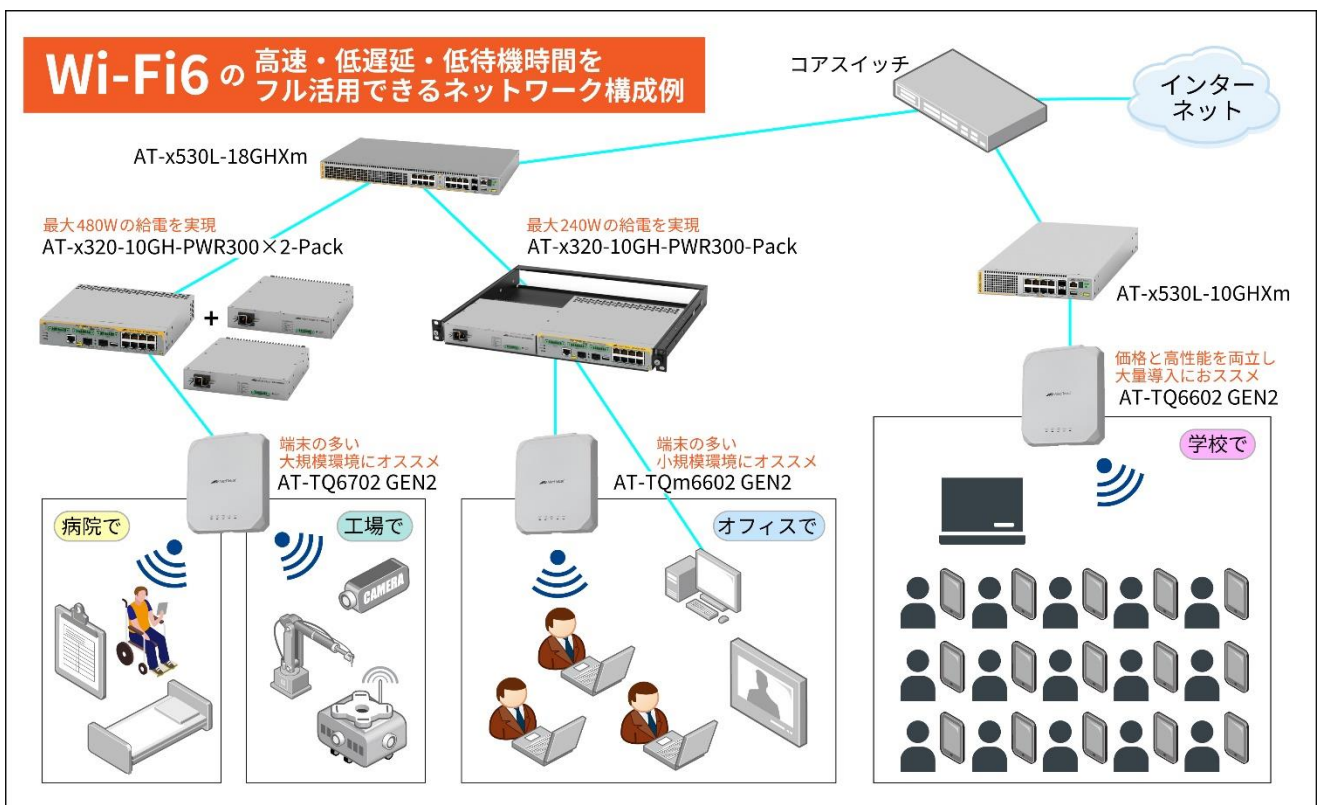 Wi-Fi6の高速・低遅延・低待機時間を
フル活用できるネットワーク構成例
コアスイッチ
インター
ネット
AT-x530L-18GHXm
最大480Wの給電を実現
AT-x320-10GH-PWR300×2-Pack
+
最大240Wの給電を実現
AT-x320-10GH-PWR300-Pack
AT-x530L-10GHXm
価格と高性能を両立し
大量導入におススメ
AT-TQ6602 GEN2
端末の多い
大規模環境にオススメ
AT-TQ6702 GEN2
端末の多い
小規模環境にオススメ
AT-TQm6602 GEN2
病院で
工場で
オフィスで
学校で
CAMERA